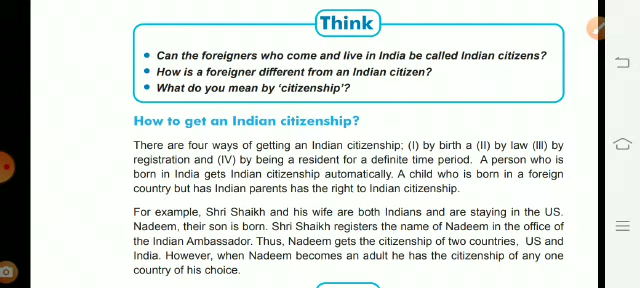 Think
• Can the foreigners who come and live in India be called Indian citizens?
• How is a foreigner different from an Indian citizen?
• What do you mean by ‘citizenship’?
How to get an Indian citizenship?
There are four ways of getting an Indian citizenship; (I) by birth a (II) by law (III) by
registration and (IV) by being a resident for a definite time period. A person who is
born in India gets Indian citizenship automatically. A child who is born in a foreign
country but has Indian parents has the right to Indian citizenship.
For example, Shri Shaikh and his wife are both Indians and are staying in the US.
Nadeem, their son is born. Shri Shaikh registers the name of Nadeem in the office of
the Indian Ambassador. Thus, Nadeem gets the citizenship of two countries, US and
India. However, when Nadeem becomes an adult he has the citizenship of any one
country of his choice.